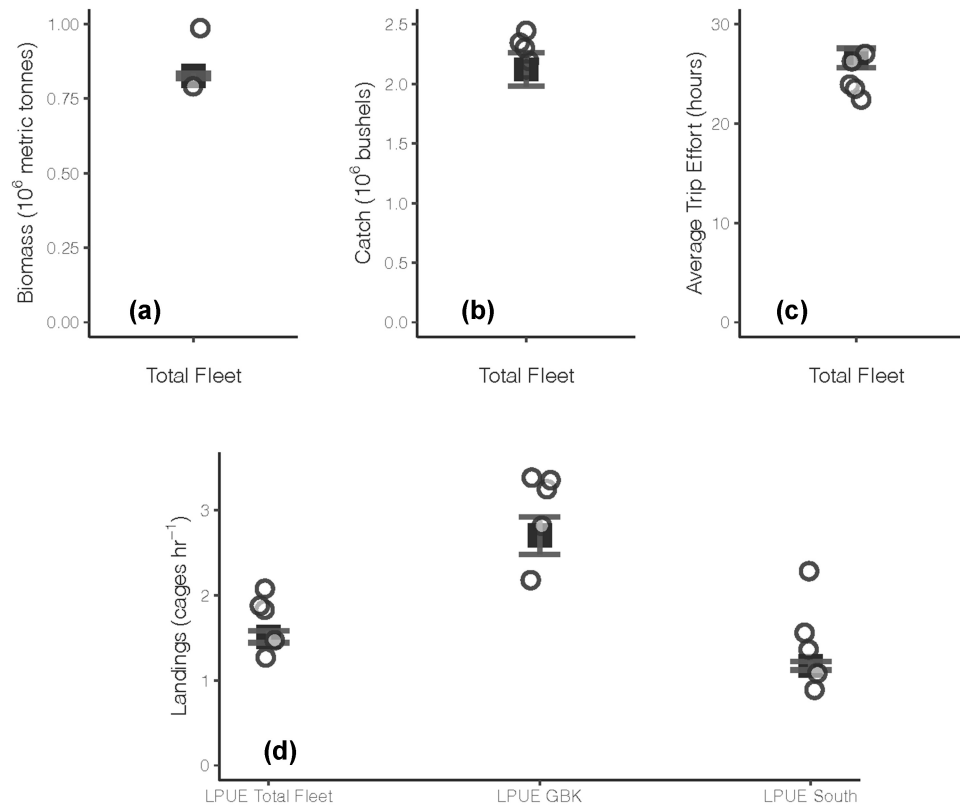 Biomass (10⁶ metric tonnes)
1.00
0.75
0.50
0.25
0.00
(a)
Total Fleet
Catch (10⁶ bushels)
2.5
2.0
1.5
1.0
0.5
0.0
(b)
Total Fleet
Average Trip Effort (hours)
30
20
10
0
(c)
Total Fleet
Landings (cages hr⁻¹)
3
2
1
0
(d)
LPUE Total Fleet
LPUE GBK
LPUE South